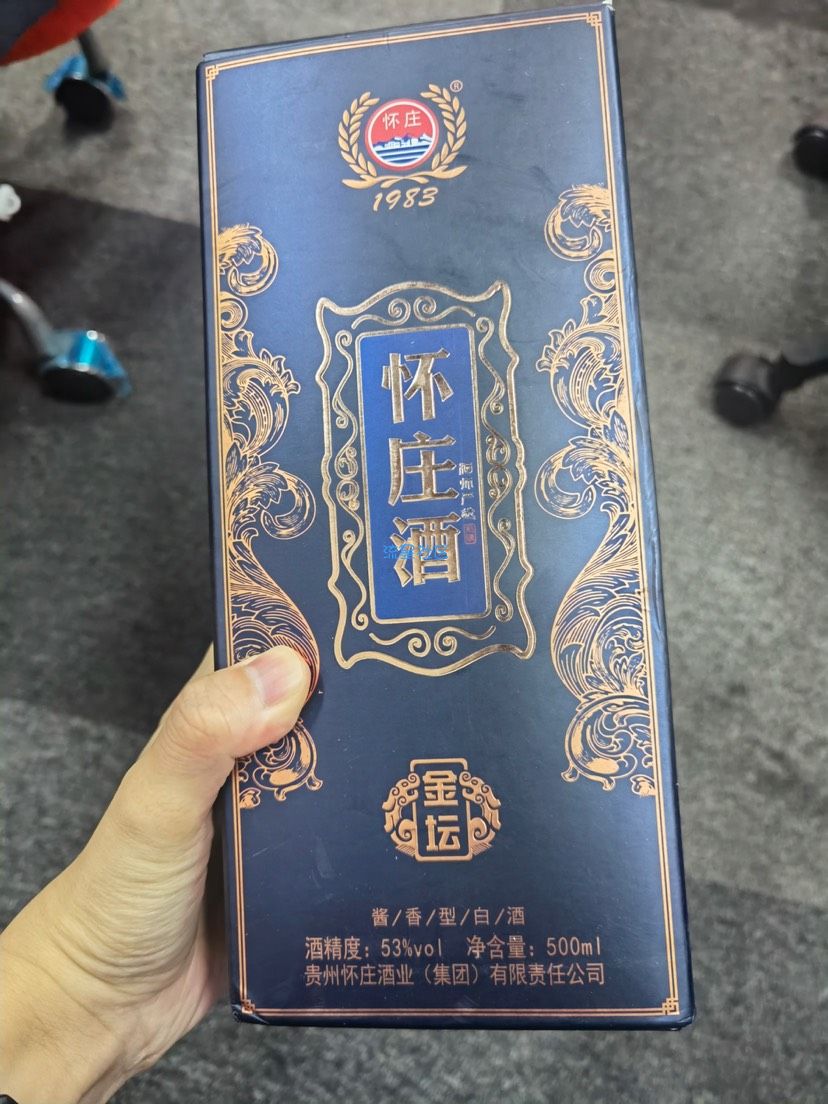 怀庄
®
1983
怀庄酒
金坛
酱/香/型/白/酒
酒精度：53%vol 净含量：500ml
贵州怀庄酒业（集团）有限责任公司